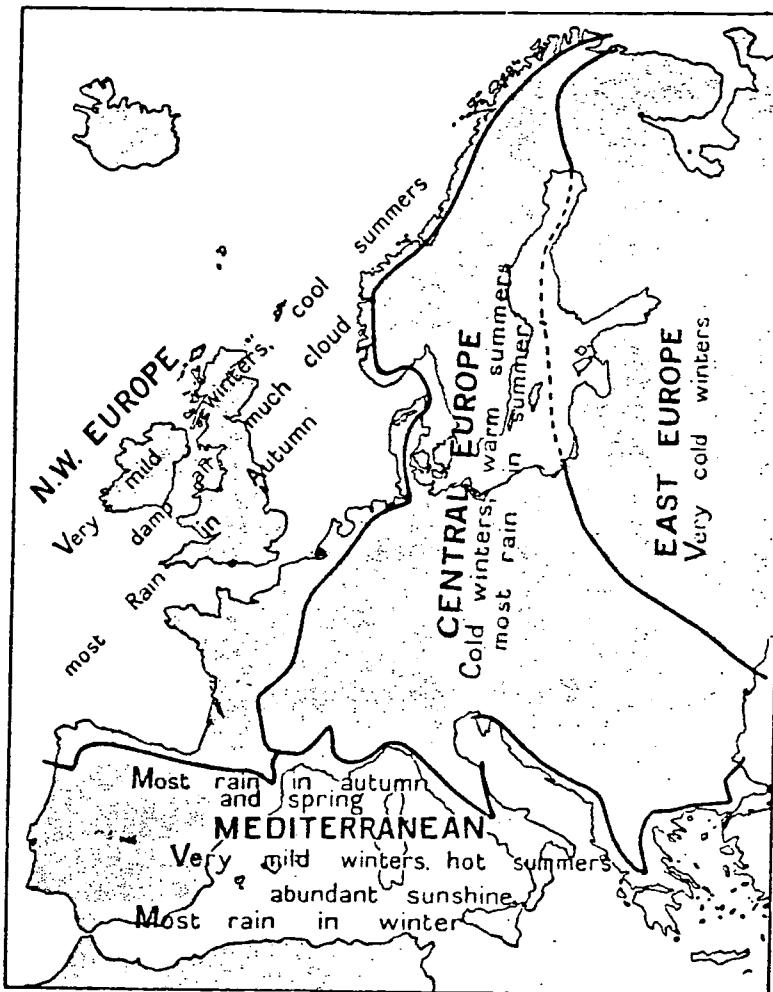 N.W. EUROPE
Very mild winters, cool summers
damp air much cloud
most Rain in Autumn
CENTRAL EUROPE
Cold winters, warm summers
most rain in summer
EAST EUROPE
Very cold winters
Most rain in autumn
and spring
MEDITERRANEAN
Very mild winters. hot summers
abundant sunshine
Most rain in winter